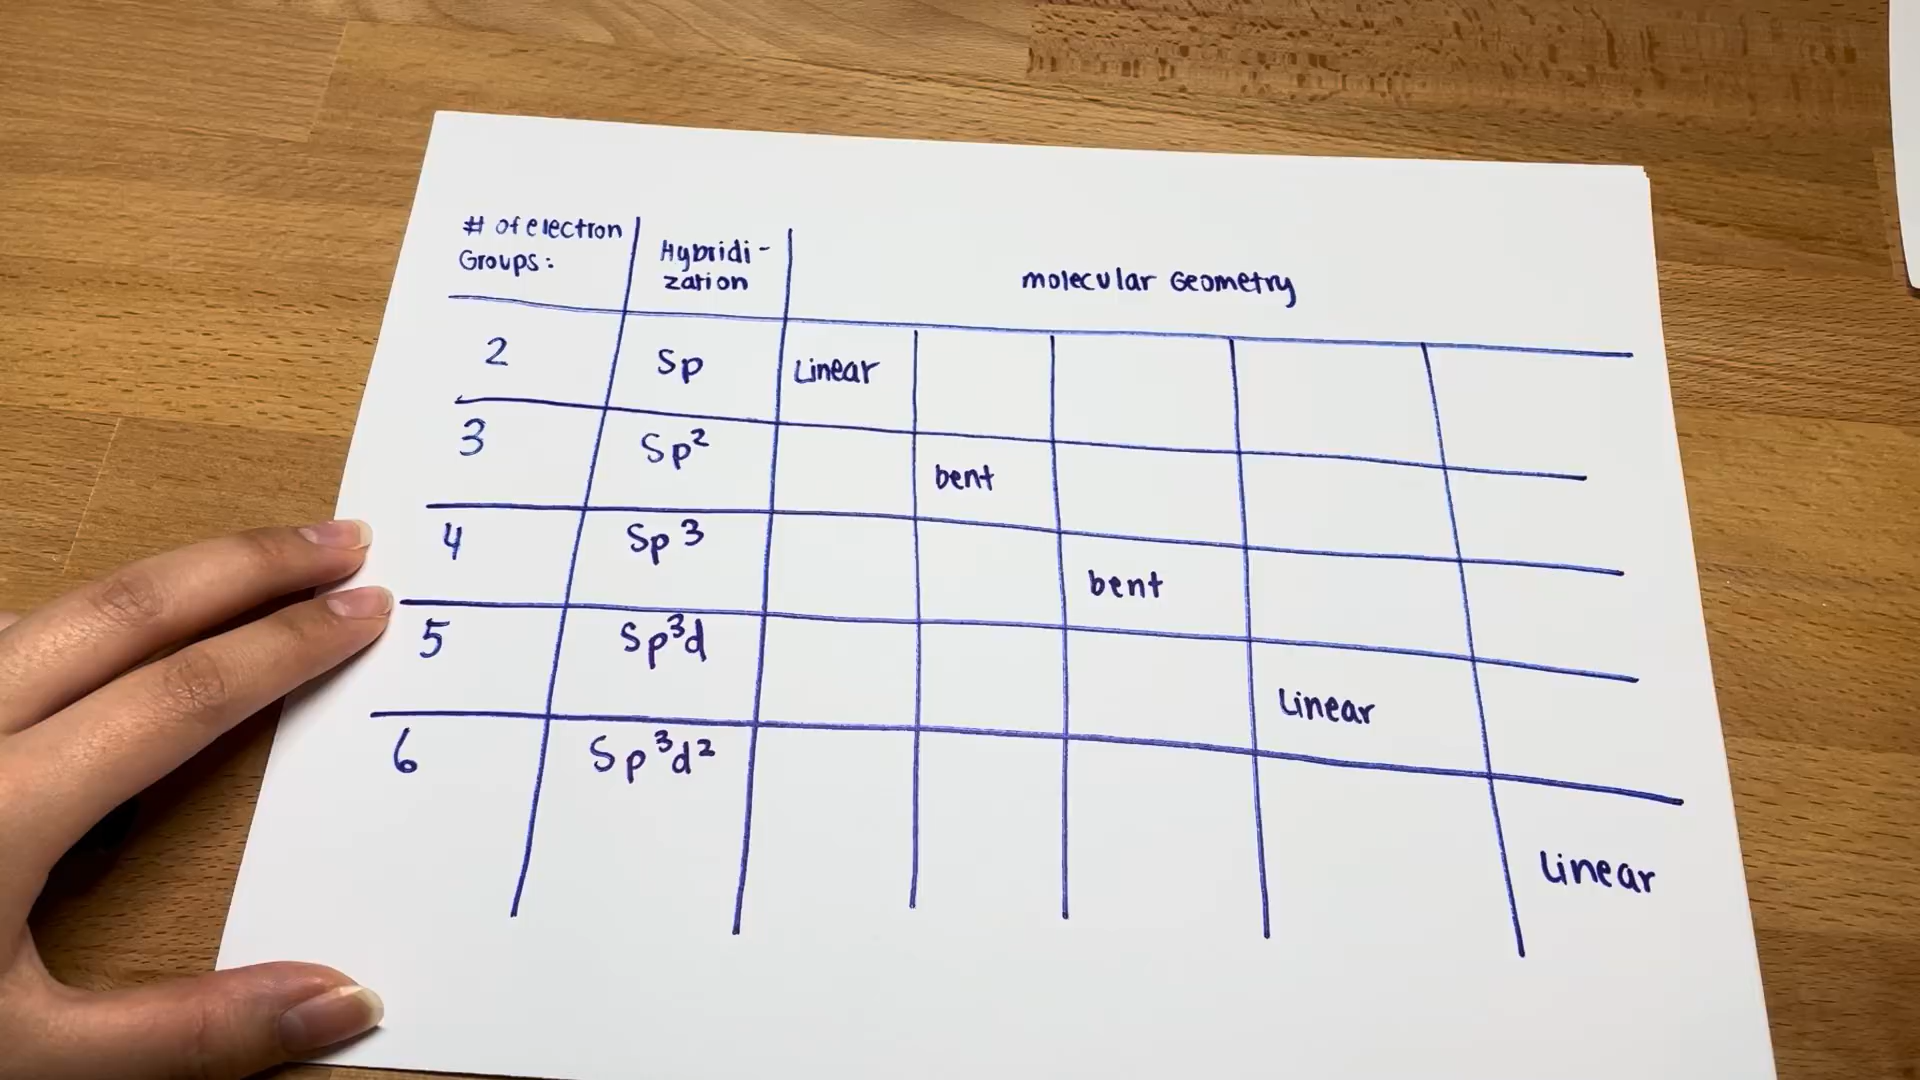 # of electron
Groups:
Hybridi-
zation
molecular Geometry
2
Sp
Linear
3
Sp²
bent
4
Sp³
bent
5
Sp³d
Linear
6
Sp³d²
Linear